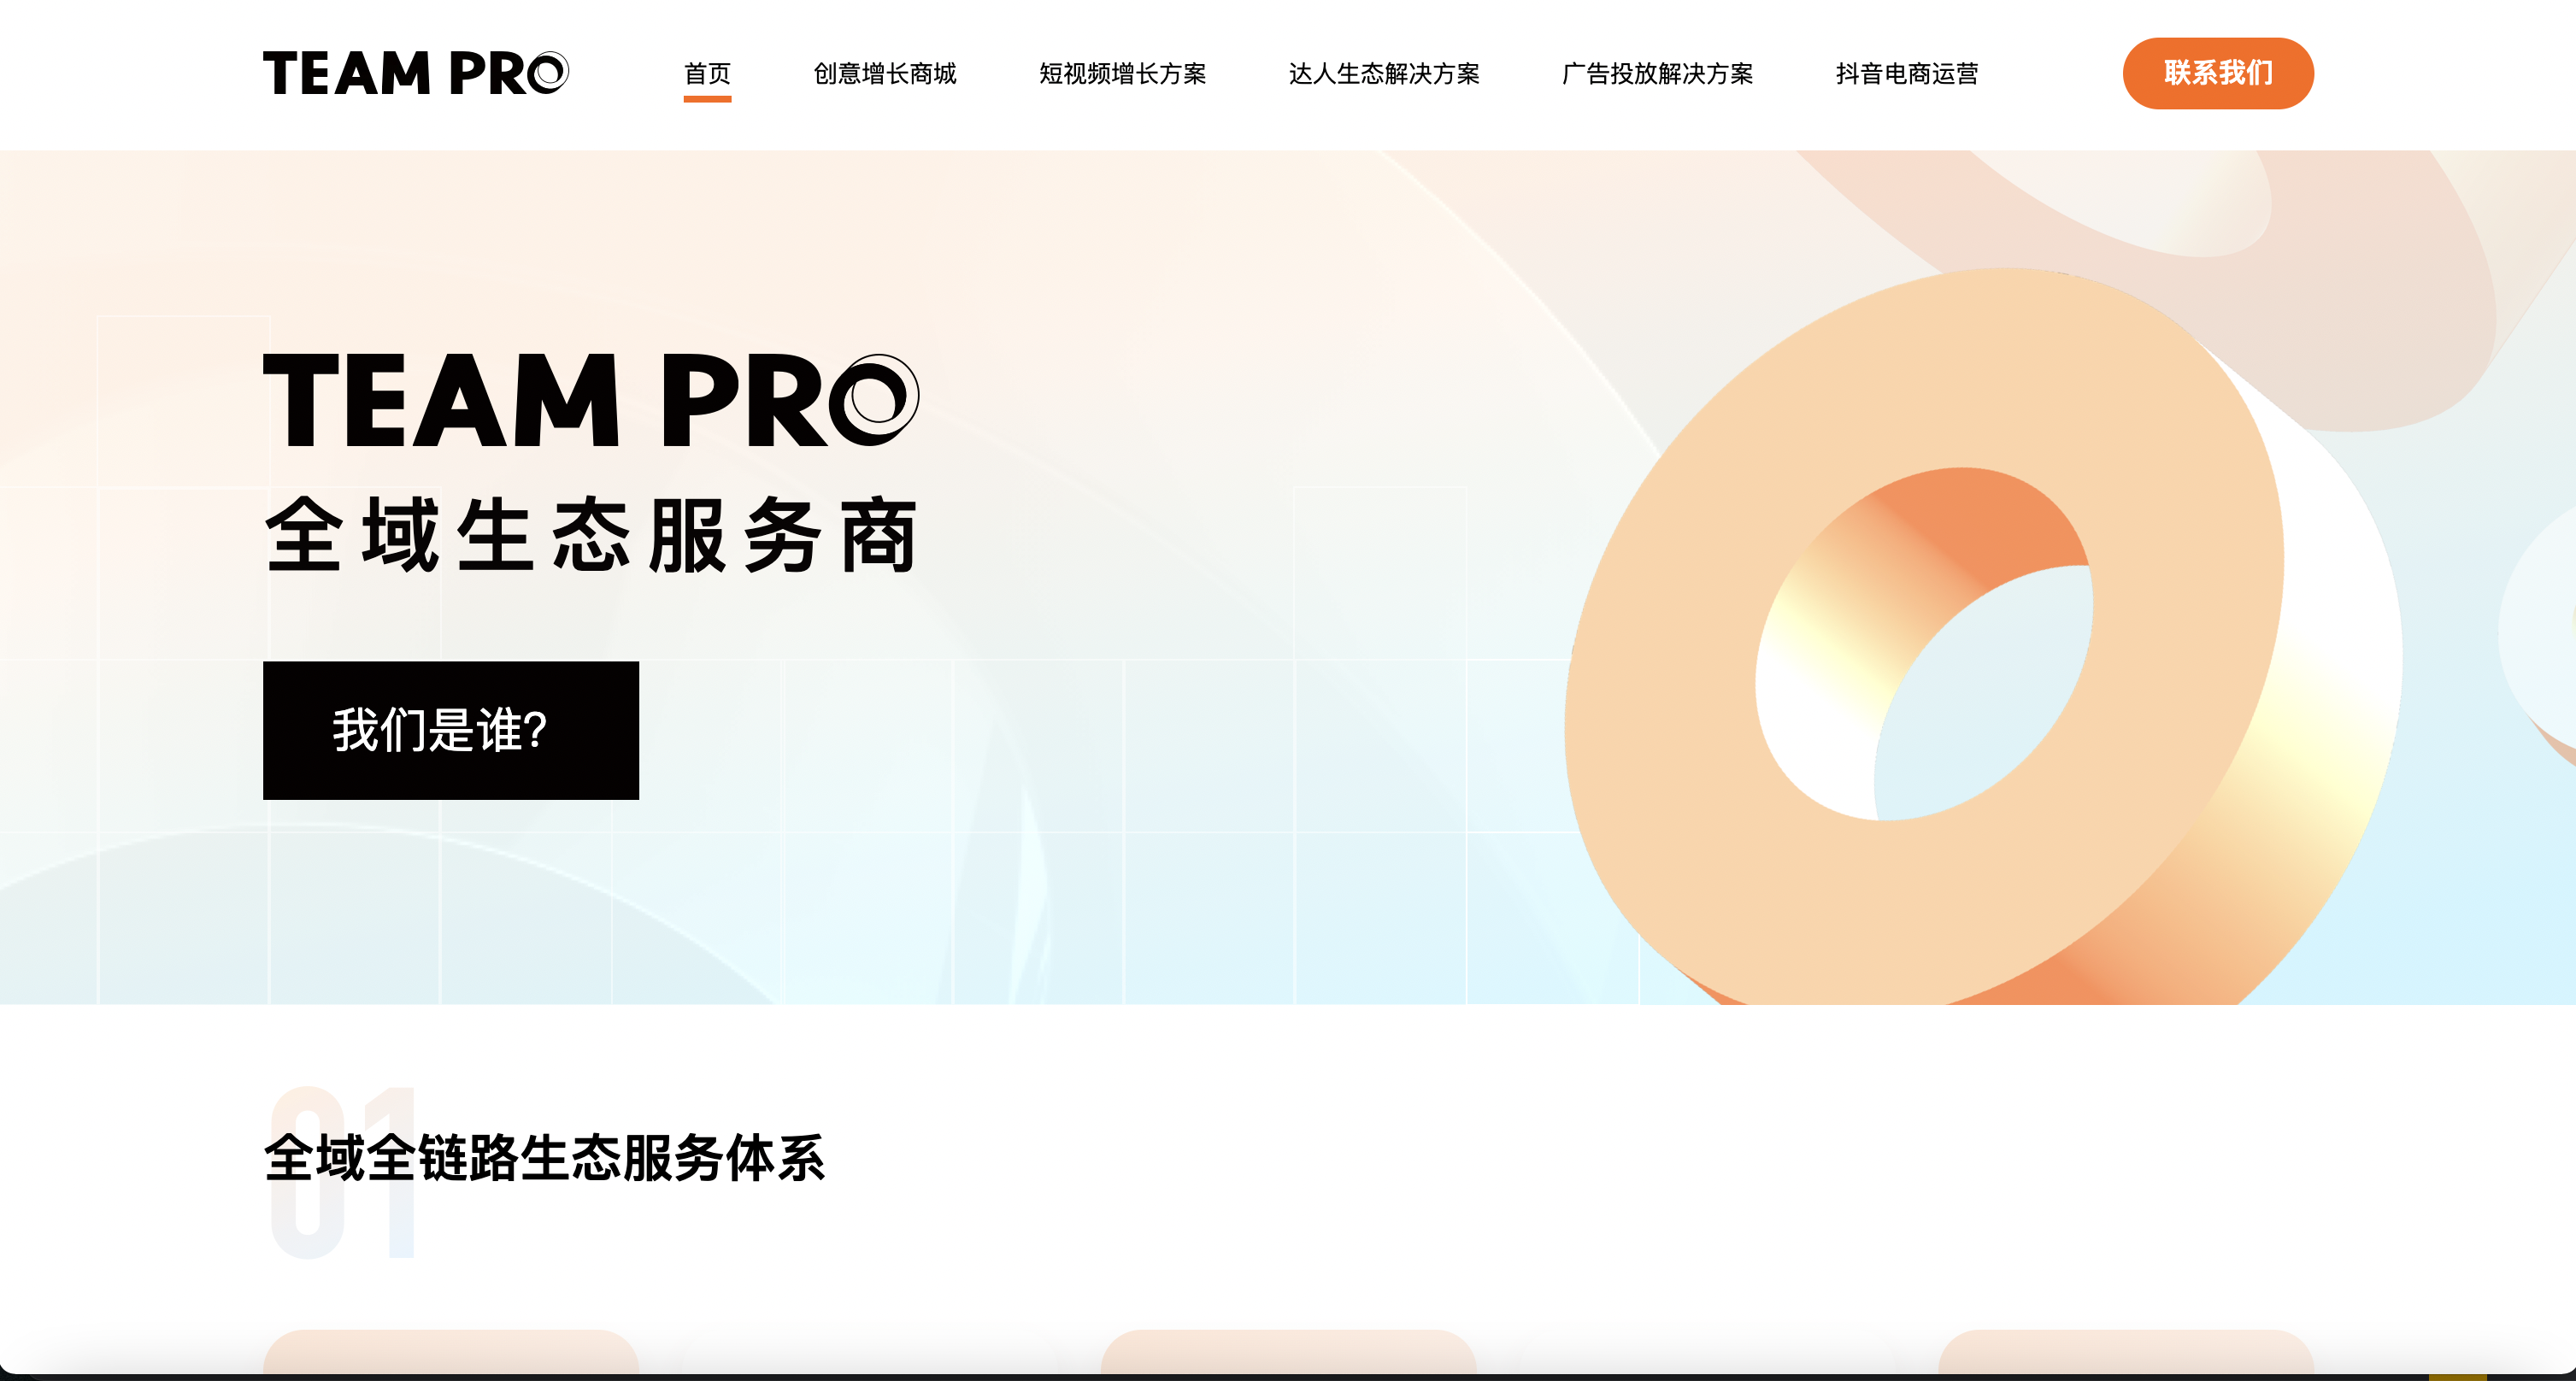 TEAM PRO
首页
创意增长商城
短视频增长方案
达人生态解决方案
广告投放解决方案
抖音电商运营
联系我们
TEAM PRO
全域生态服务商
我们是谁?
01
全域全链路生态服务体系